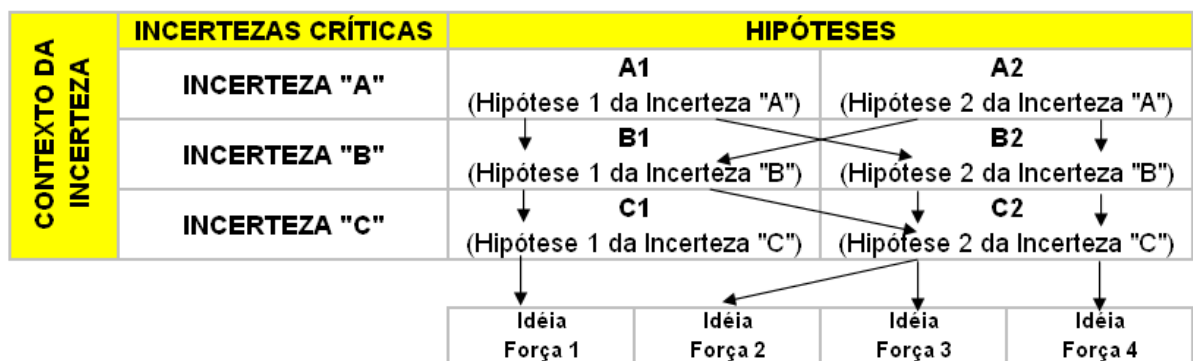 CONTEXTO DA
INCERTEZA
INCERTEZAS CRÍTICAS
HIPÓTESES
INCERTEZA "A"
A1
(Hipótese 1 da Incerteza "A")
A2
(Hipótese 2 da Incerteza "A")
INCERTEZA "B"
B1
(Hipótese 1 da Incerteza "B")
B2
(Hipótese 2 da Incerteza "B")
INCERTEZA "C"
C1
(Hipótese 1 da Incerteza "C")
C2
(Hipótese 2 da Incerteza "C")
Idéia
Força 1
Idéia
Força 2
Idéia
Força 3
Idéia
Força 4